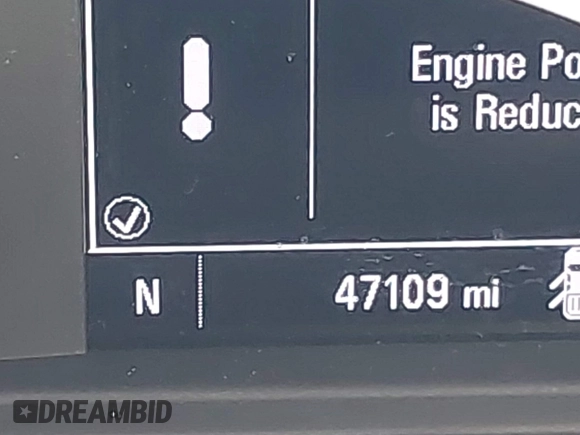 Engine Po
is Reduc
N 47109 mi
DREAMBID